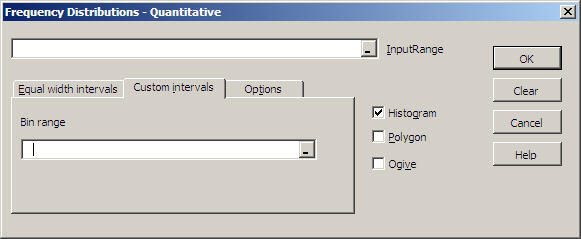 Frequency Distributions - Quantitative
InputRange
OK
Equal width intervals
Custom intervals
Options
Clear
Bin range
Histogram
Cancel
Polygon
Help
Ogive